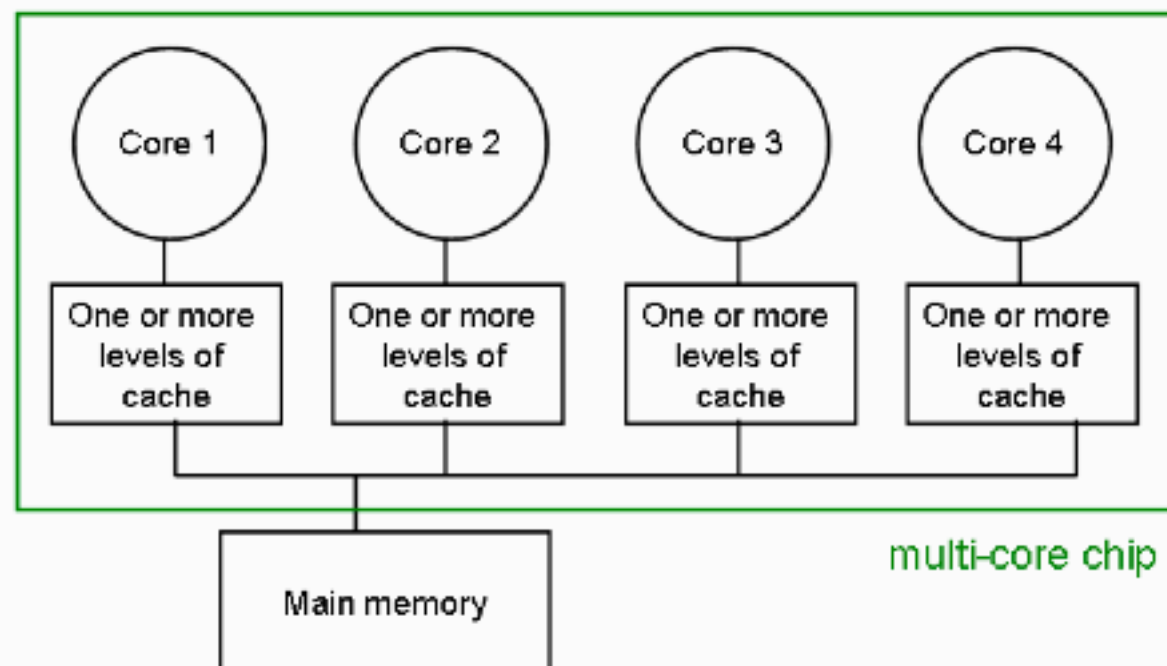 Core 1
Core 2
Core 3
Core 4
One or more
levels of
cache
One or more
levels of
cache
One or more
levels of
cache
One or more
levels of
cache
multi-core chip
Main memory